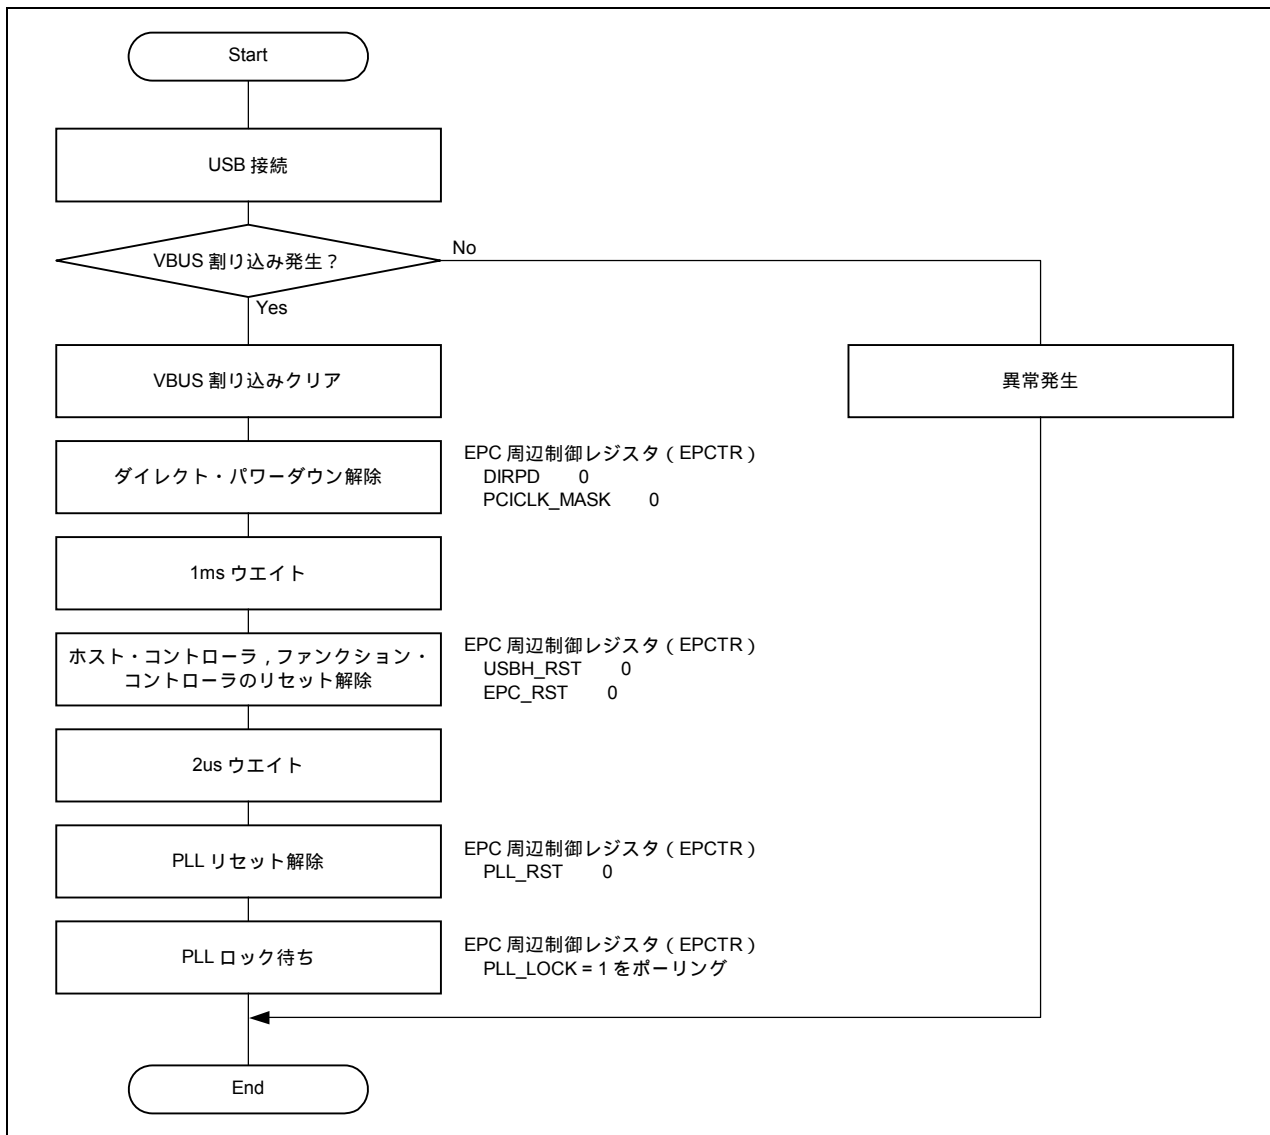 Start
USB 接続
VBUS 割り込み発生？
No
Yes
VBUS 割り込みクリア
異常発生
ダイレクト・パワーダウン解除
EPC 周辺制御レジスタ（EPCTR）
DIRPD 0
PCICLK_MASK 0
1ms ウエイト
ホスト・コントローラ，ファンクション・
コントローラのリセット解除
EPC 周辺制御レジスタ（EPCTR）
USBH_RST 0
EPC_RST 0
2us ウエイト
PLL リセット解除
EPC 周辺制御レジスタ（EPCTR）
PLL_RST 0
PLL ロック待ち
EPC 周辺制御レジスタ（EPCTR）
PLL_LOCK = 1 をポーリング
End